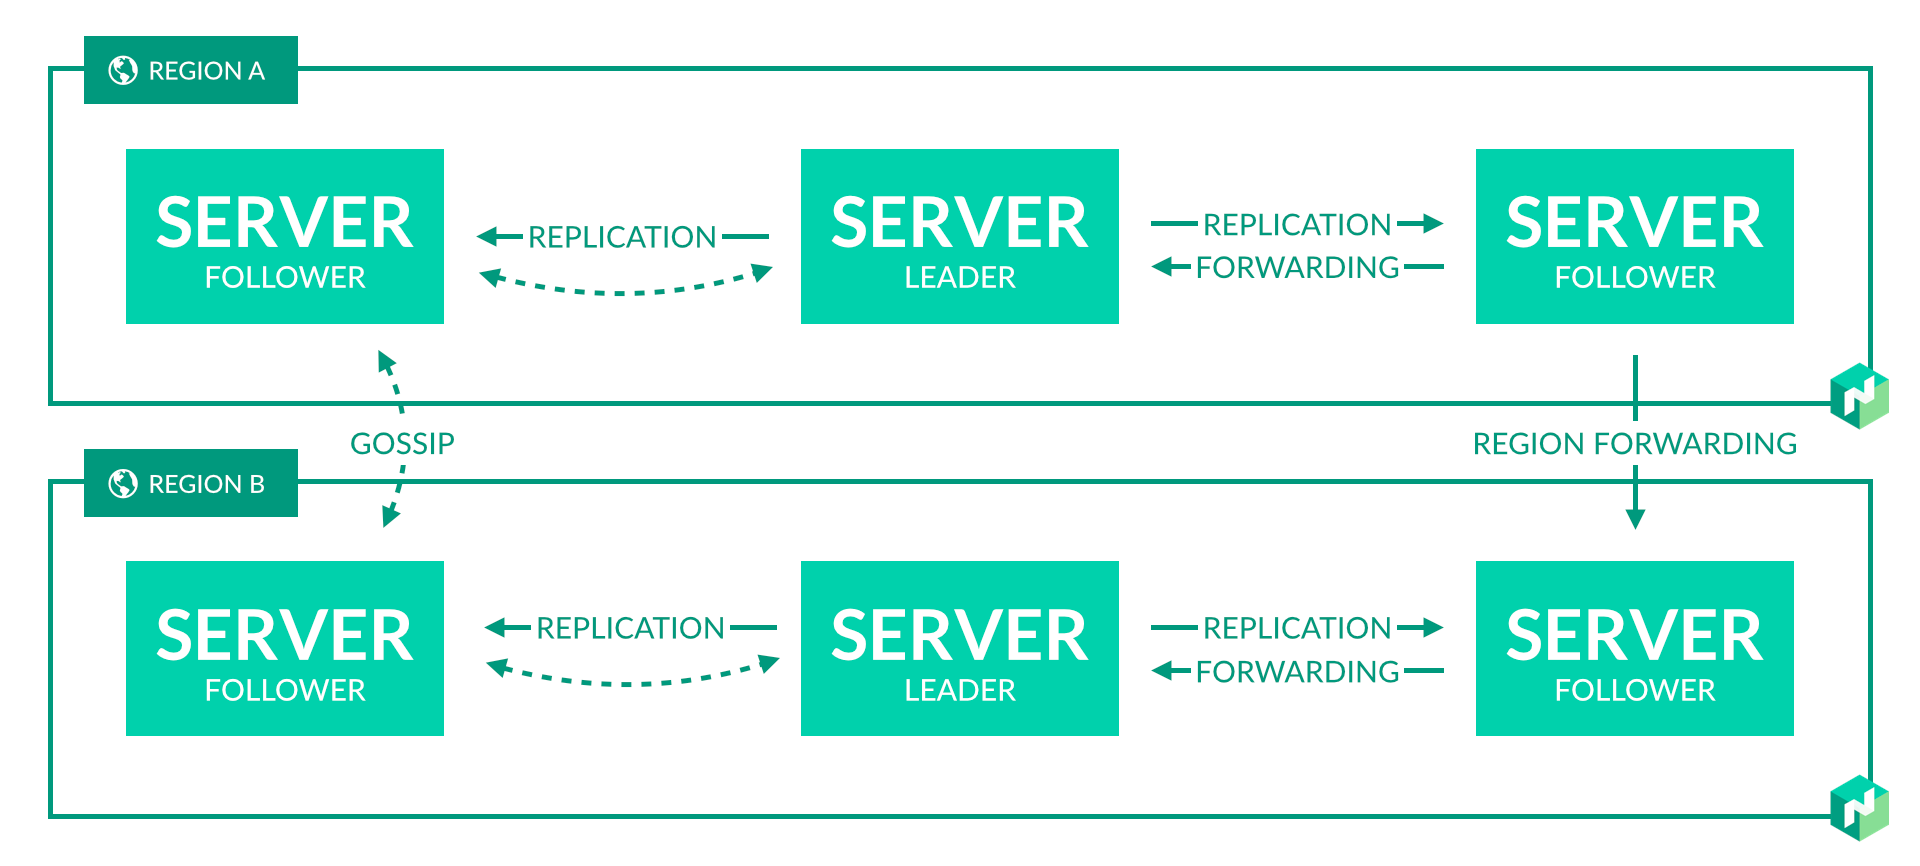 REGION A
SERVER
FOLLOWER
REPLICATION
SERVER
LEADER
REPLICATION
FORWARDING
SERVER
FOLLOWER
GOSSIP
REGION FORWARDING
REGION B
SERVER
FOLLOWER
REPLICATION
SERVER
LEADER
REPLICATION
FORWARDING
SERVER
FOLLOWER